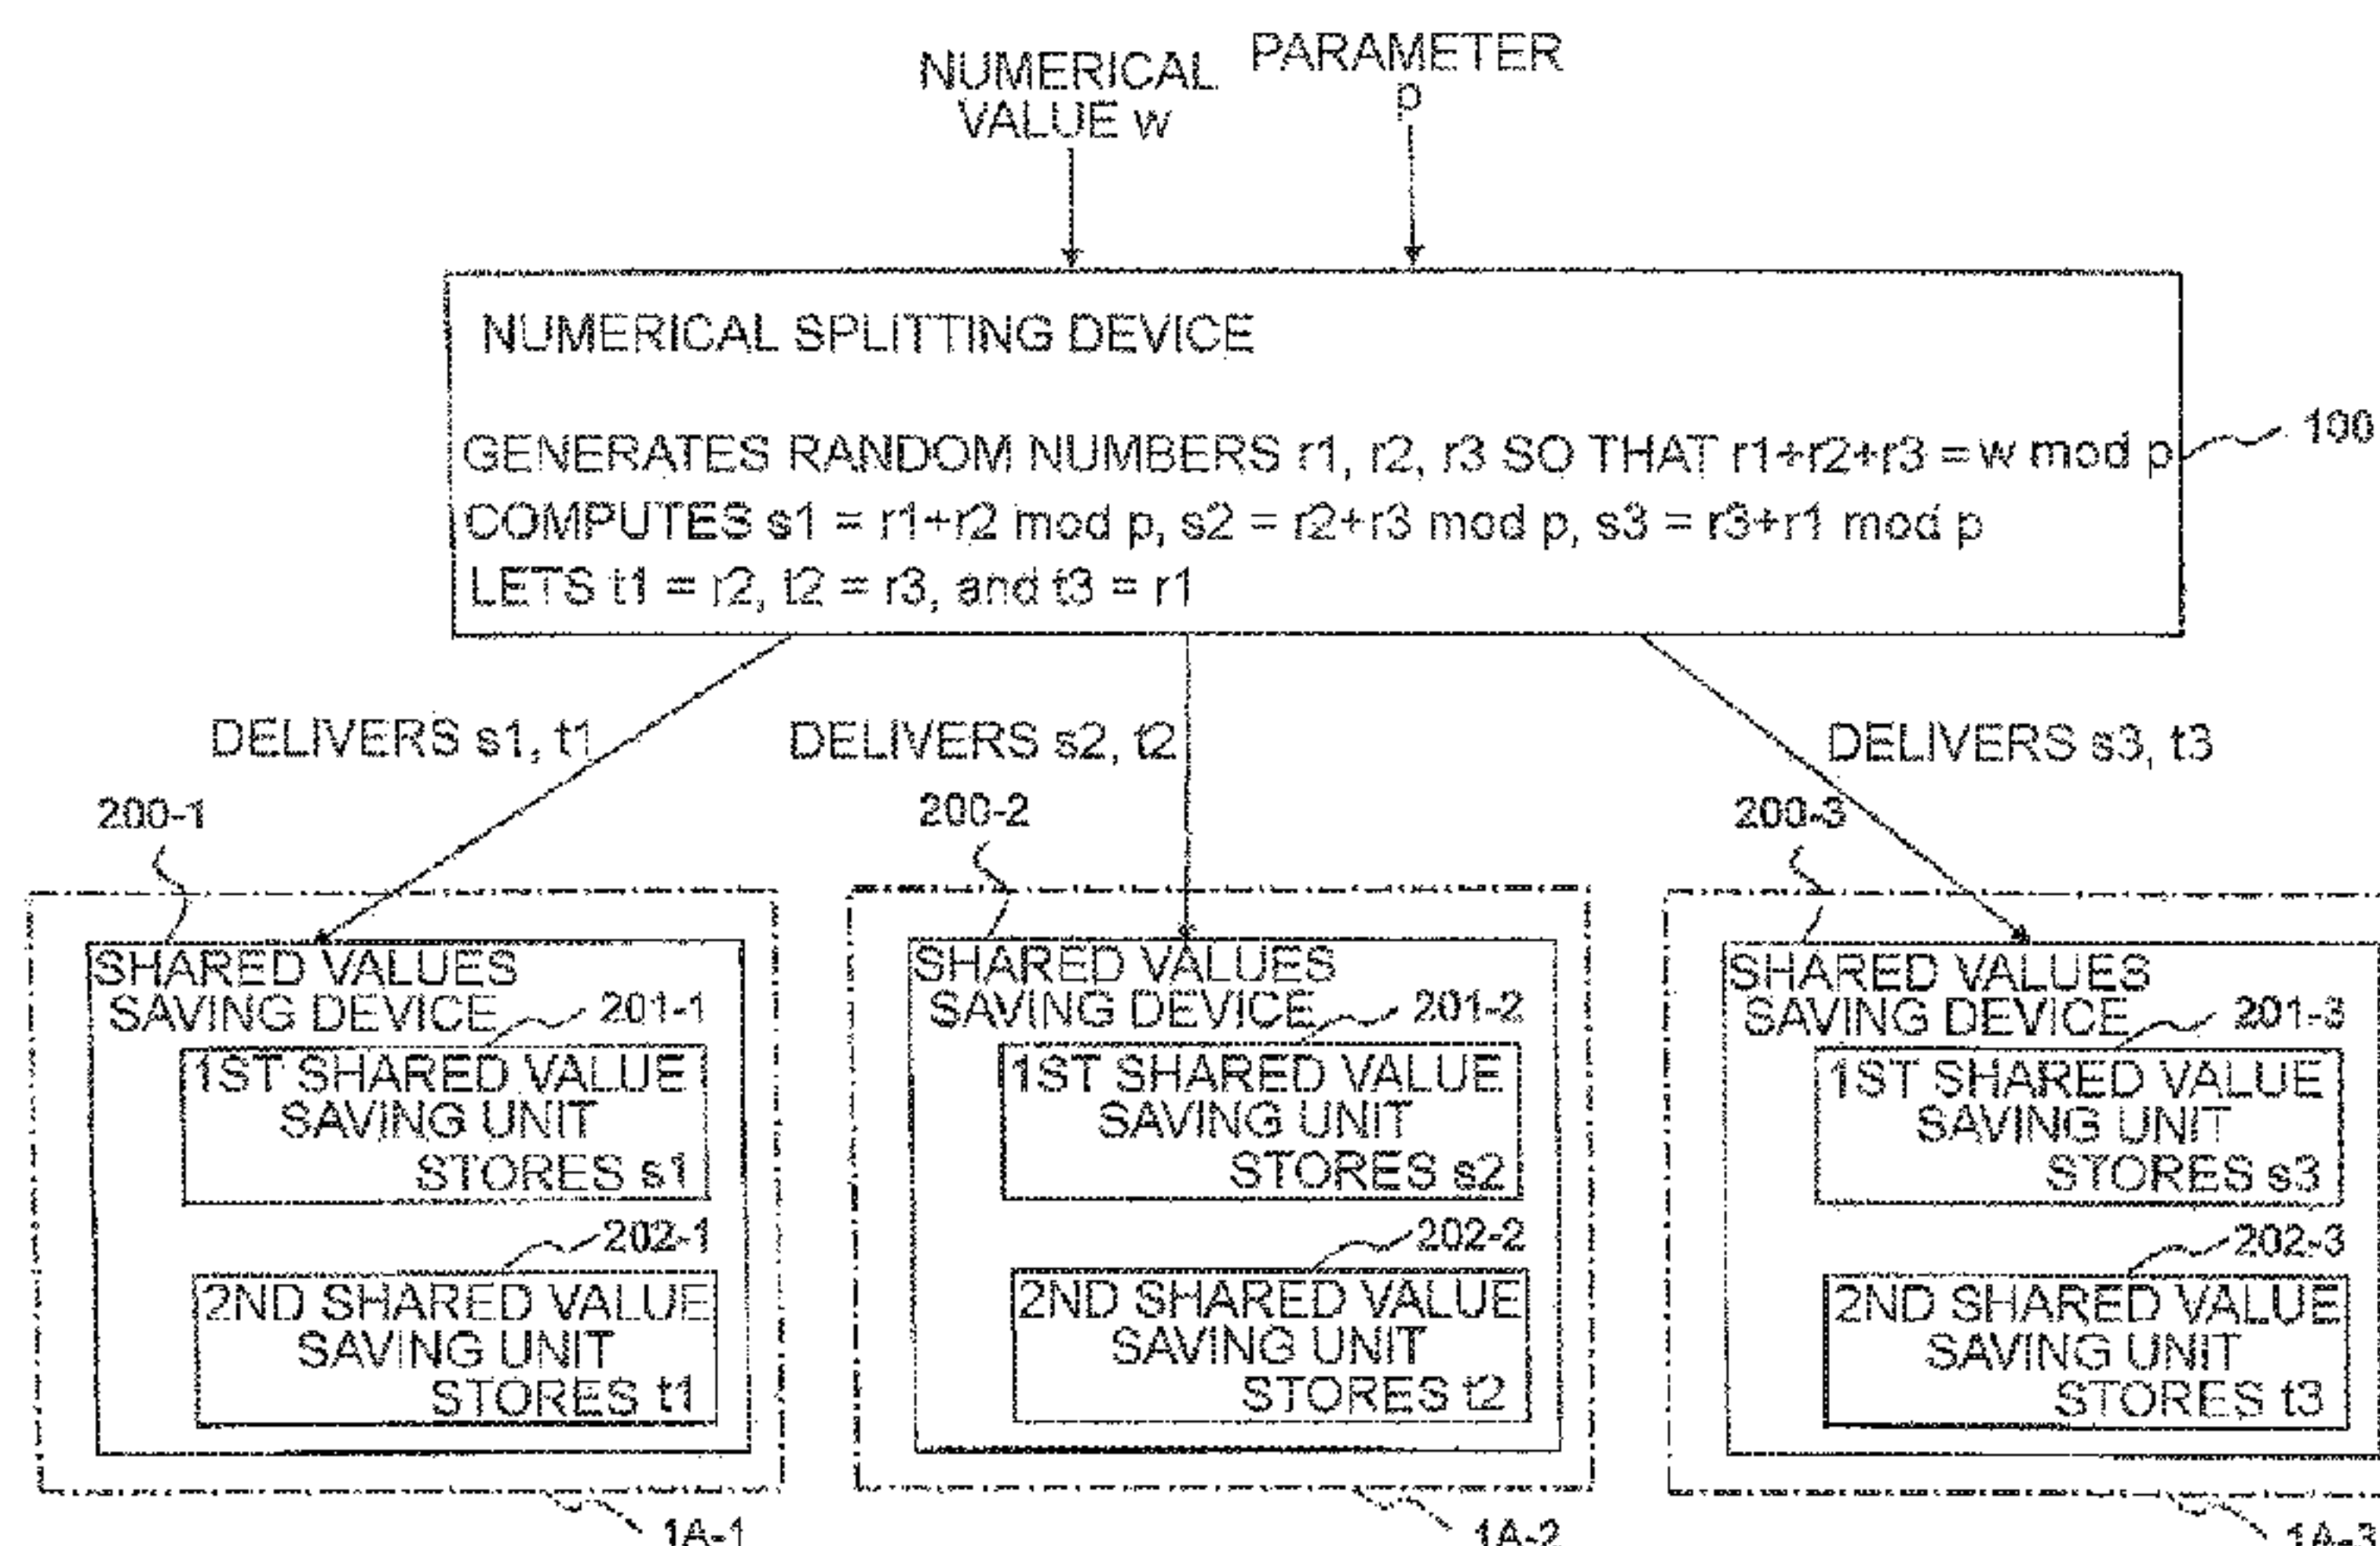 NUMERICAL
VALUE w
PARAMETER
p
NUMERICAL SPLITTING DEVICE
GENERATES RANDOM NUMBERS r1, r2, r3 SO THAT r1+r2+r3 = w mod p
COMPUTES s1 = r1+r2 mod p, s2 = r2+r3 mod p, s3 = r3+r1 mod p
LETS t1 = r2, t2 = r3, and t3 = r1
100
DELIVERS s1, t1
DELIVERS s2, t2
DELIVERS s3, t3
200-1
200-2
200-3
SHARED VALUES
SAVING DEVICE
201-1
1ST SHARED VALUE
SAVING UNIT
STORES s1
202-1
2ND SHARED VALUE
SAVING UNIT
STORES t1
SHARED VALUES
SAVING DEVICE
201-2
1ST SHARED VALUE
SAVING UNIT
STORES s2
202-2
2ND SHARED VALUE
SAVING UNIT
STORES t2
SHARED VALUES
SAVING DEVICE
201-3
1ST SHARED VALUE
SAVING UNIT
STORES s3
202-3
2ND SHARED VALUE
SAVING UNIT
STORES t3
1A-1
1A-2
1A-3